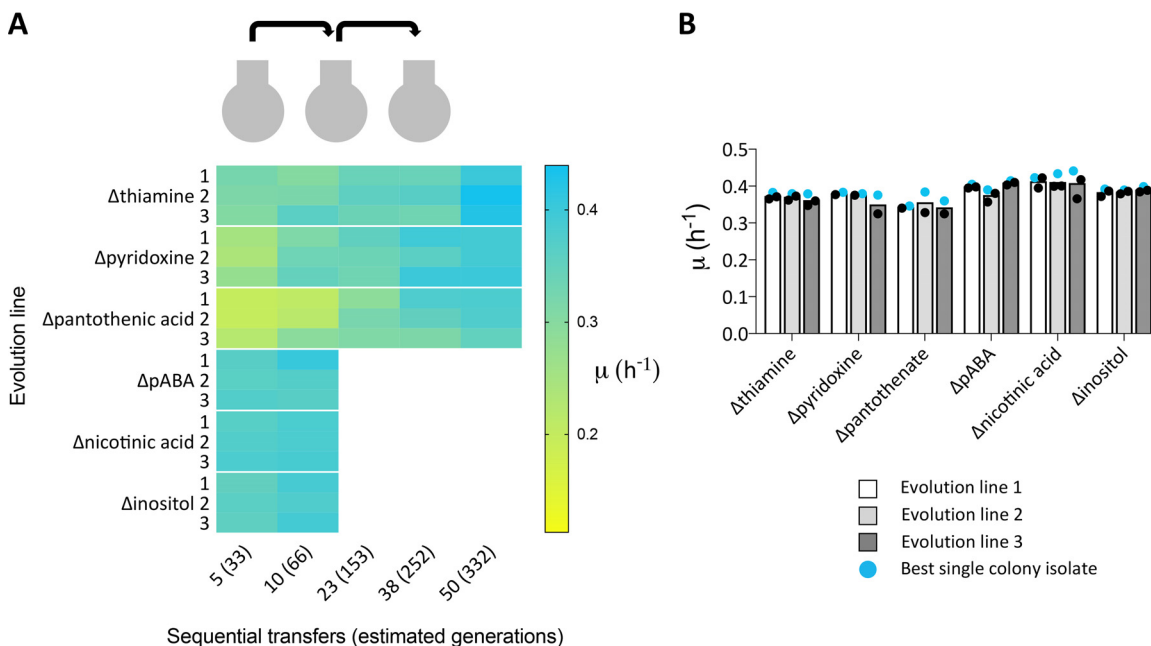 A
Evolution line
Δthiamine
1
2
3
Δpyridoxine
1
2
3
Δpantothenic acid
1
2
3
ΔpABA
1
2
3
Δnicotinic acid
1
2
3
Δinositol
1
2
3
5 (33)
10 (66)
23 (153)
38 (252)
50 (332)
Sequential transfers (estimated generations)
0.4
0.3
0.2
μ (h⁻¹)
B
μ (h⁻¹)
0.5
0.4
0.3
0.2
0.1
0.0
Δthiamine
Δpyridoxine
Δpantothenate
ΔpABA
Δnicotinic acid
Δinositol
Evolution line 1
Evolution line 2
Evolution line 3
Best single colony isolate